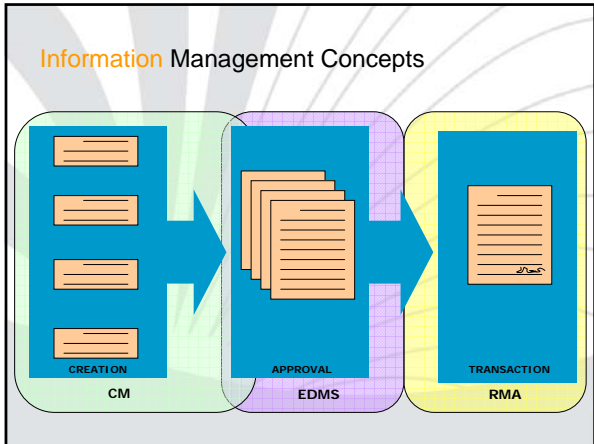 Information Management Concepts
CREATION
APPROVAL
TRANSACTION
CM
EDMS
RMA